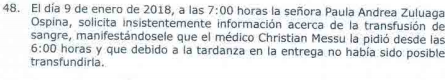 48. El día 9 de enero de 2018, a las 7:00 horas la señora Paula Andrea Zuluaga
Ospina, solicita insistentemente información acerca de la transfusión de
sangre, manifestándosele que el médico Christian Messu la pidió desde las
6:00 horas y que debido a la tardanza en la entrega no había sido posible
transfundirla.